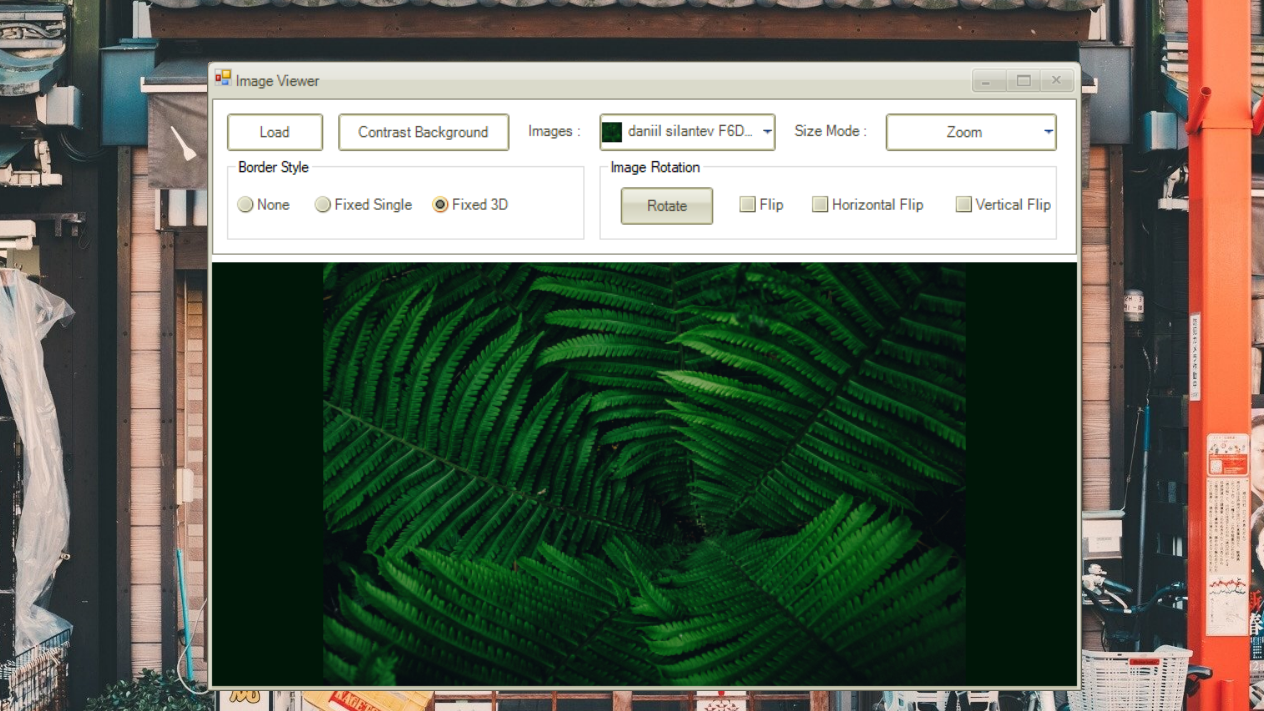 Image Viewer
Load
Contrast Background
Images :
daniil silantev F6D...
Size Mode :
Zoom
Border Style
None
Fixed Single
Fixed 3D
Image Rotation
Rotate
Flip
Horizontal Flip
Vertical Flip